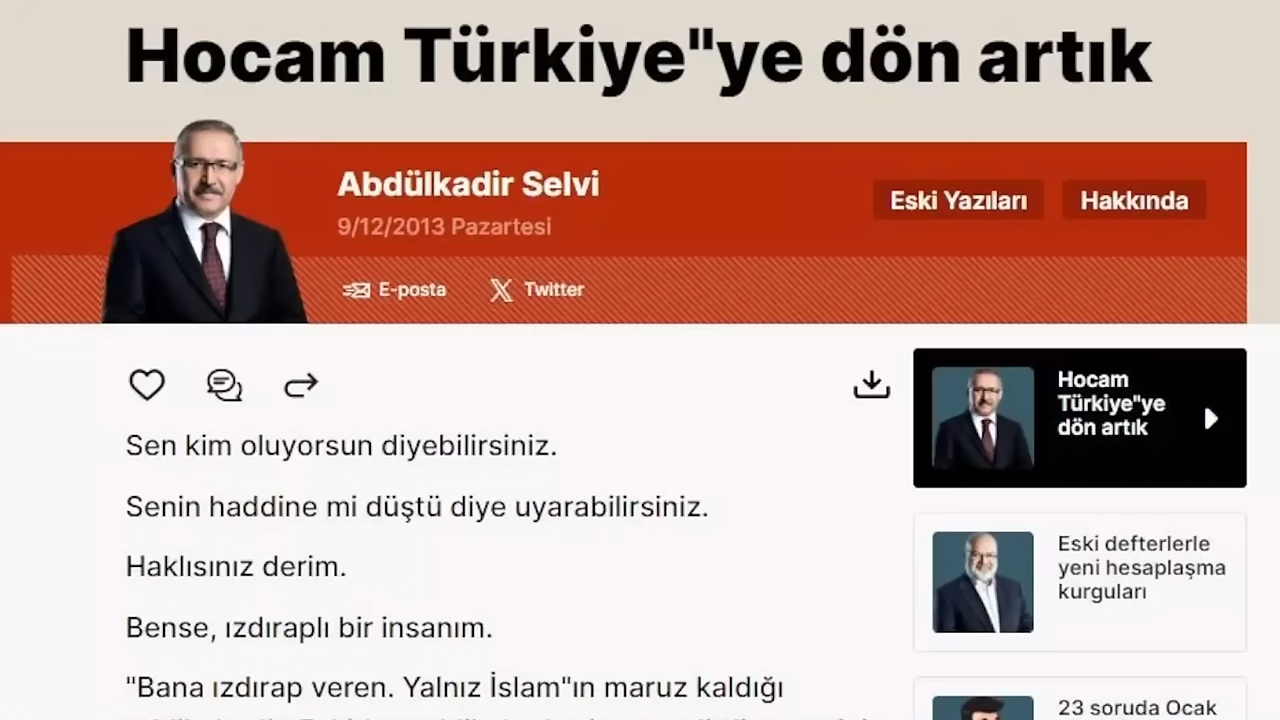 Hocam Türkiye"ye dön artık
Abdülkadir Selvi
9/12/2013 Pazartesi
Eski Yazıları
Hakkında
E-posta
Twitter
Sen kim oluyorsun diyebilirsiniz.
Senin haddine mi düştü diye uyarabilirsiniz.
Haklısınız derim.
Bense, ızdıraplı bir insanım.
"Bana ızdırap veren. Yalnız İslam"ın maruz kaldığı
Hocam
Türkiye"ye
dön artık
Eski defterlerle
yeni hesaplaşma
kurguları
23 soruda Ocak